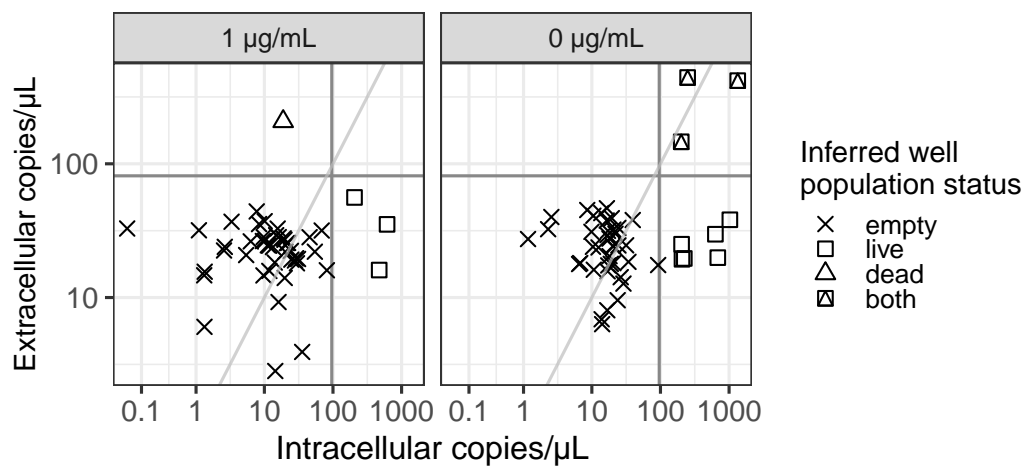 1 µg/mL
0 µg/mL
Extracellular copies/µL
100
10
0.1 1 10 100 1000
0.1 1 10 100 1000
Intracellular copies/µL
Inferred well
population status
empty
live
dead
both